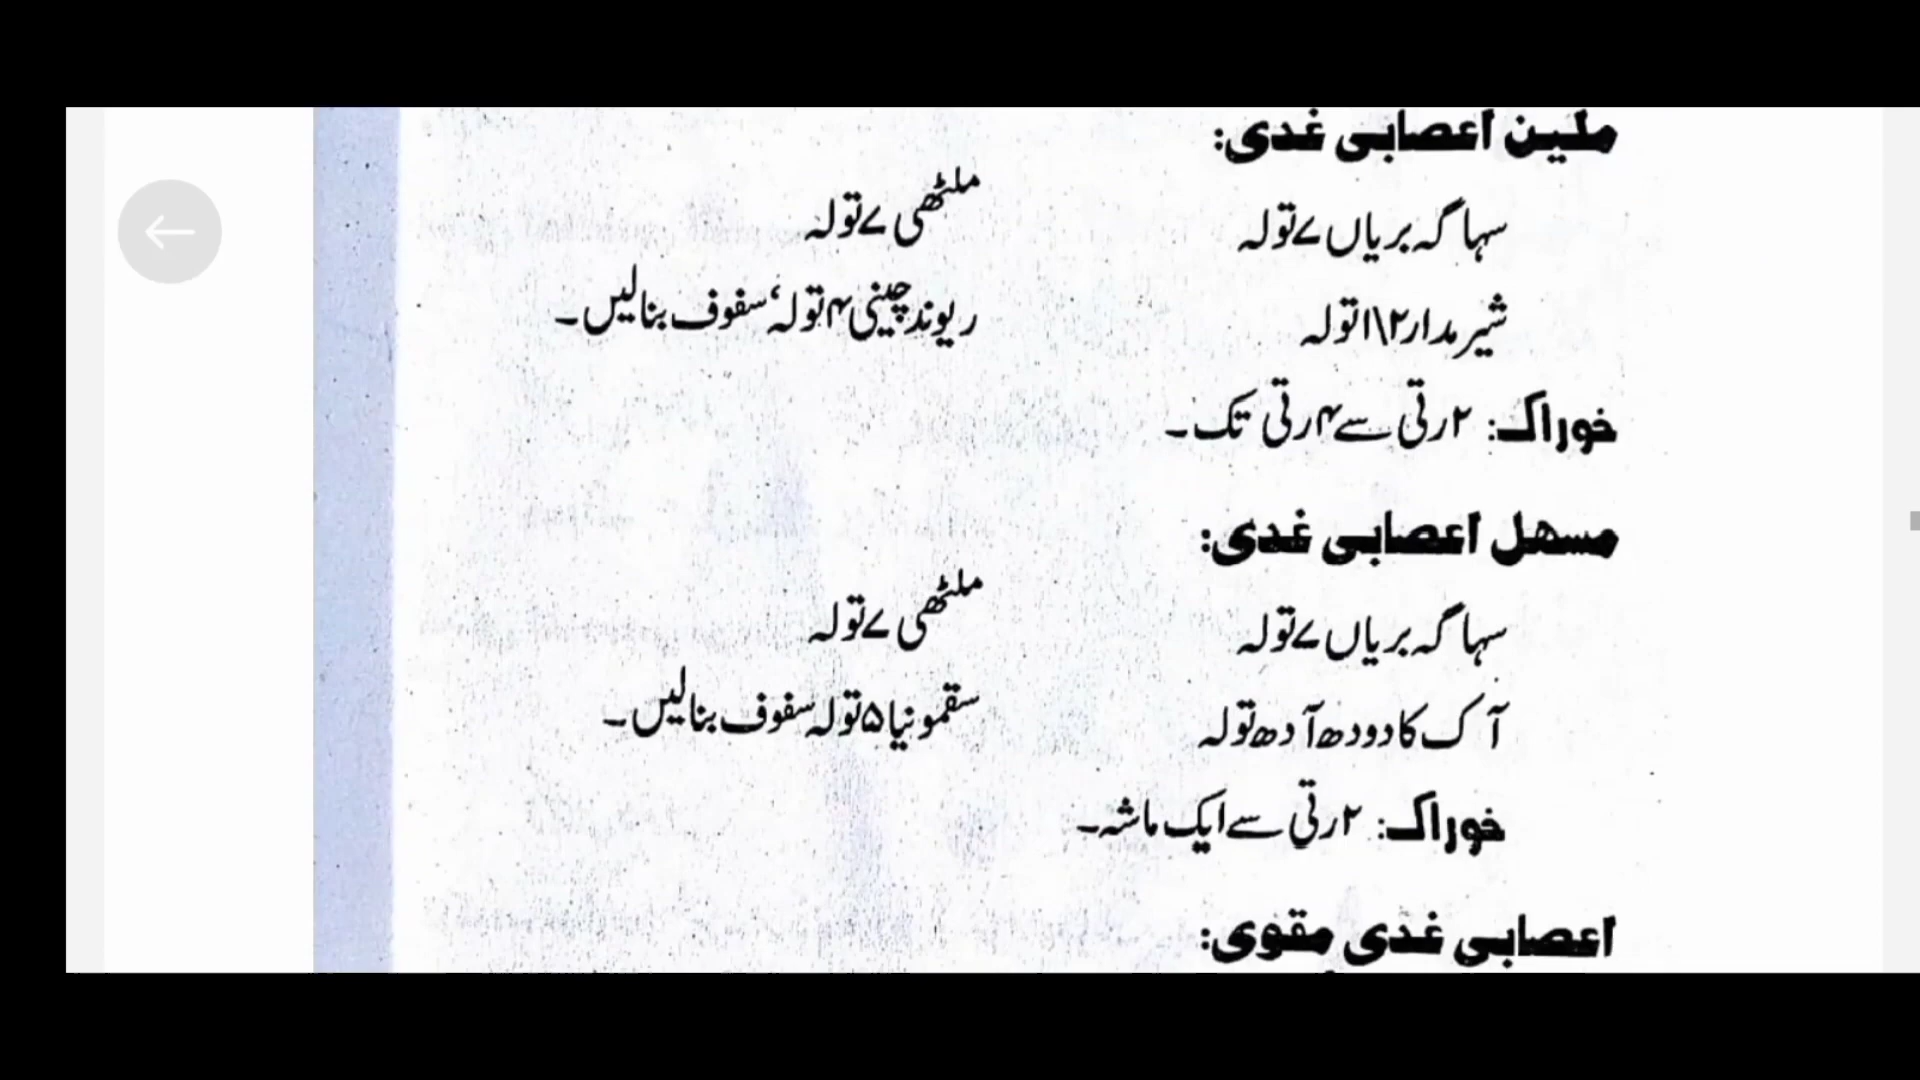 ملین اعصابی غدی:
سہاگہ بریاں ۷ تولہ ملٹھی ۷ تولہ
شیر مدار ۱\۲ تولہ ریوند چینی ۴ تولہ‘ سفوف بنالیں۔
خوراک: ۲ رتی سے ۴ رتی تک۔
مسھل اعصابی غدی:
سہاگہ بریاں ۷ تولہ ملٹھی ۷ تولہ
آک کا دودھ آدھ تولہ سقمونیا ۵ تولہ سفوف بنالیں۔
خوراک: ۲ رتی سے ایک ماشہ۔
اعصابی غدی مقوی: